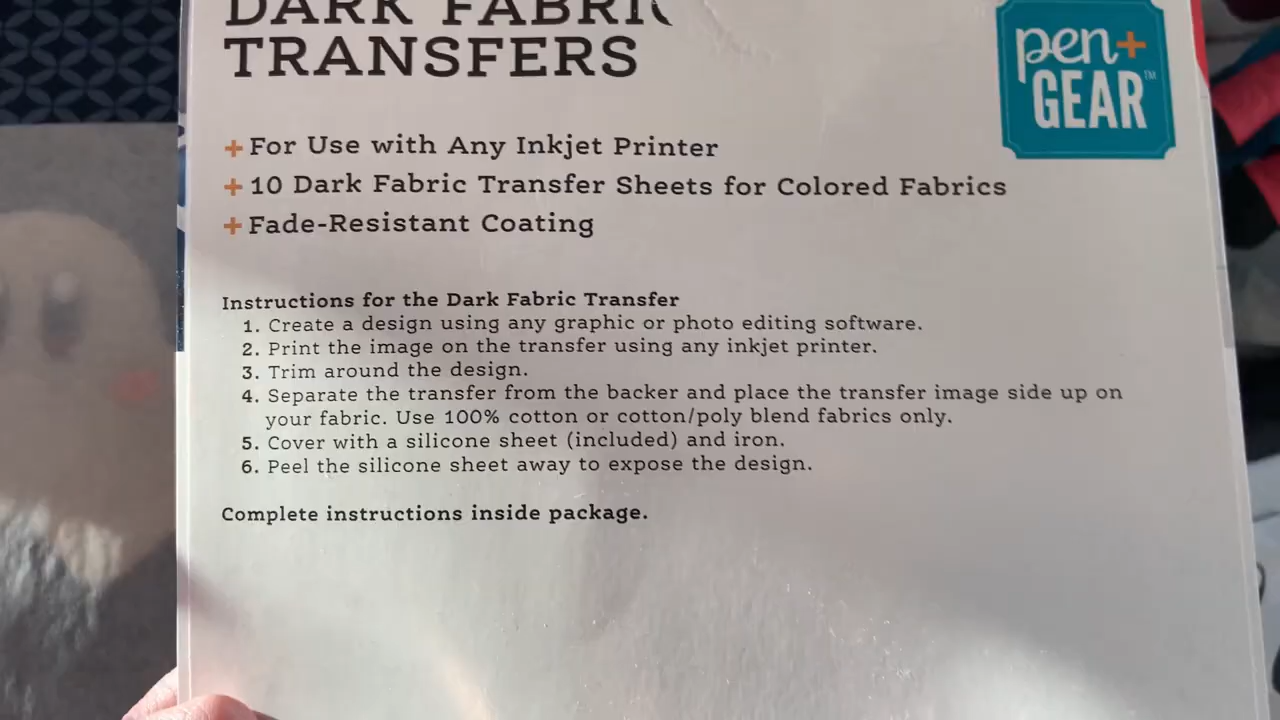 DARK FABRIC
TRANSFERS
pen+
GEAR™
+ For Use with Any Inkjet Printer
+ 10 Dark Fabric Transfer Sheets for Colored Fabrics
+ Fade-Resistant Coating
Instructions for the Dark Fabric Transfer
1. Create a design using any graphic or photo editing software.
2. Print the image on the transfer using any inkjet printer.
3. Trim around the design.
4. Separate the transfer from the backer and place the transfer image side up on
your fabric. Use 100% cotton or cotton/poly blend fabrics only.
5. Cover with a silicone sheet (included) and iron.
6. Peel the silicone sheet away to expose the design.
Complete instructions inside package.